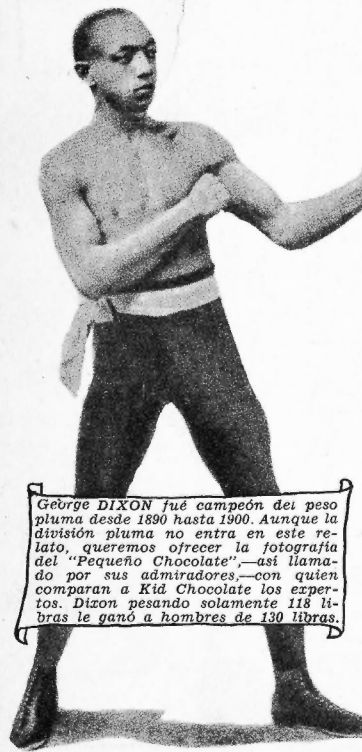 George DIXON fué campeón del peso
pluma desde 1890 hasta 1900. Aunque la
división pluma no entra en este re-
lato, queremos ofrecer la fotografía
del "Pequeño Chocolate",—así llama-
do por sus admiradores,—con quien
comparan a Kid Chocolate los exper-
tos. Dixon pesando solamente 118 li-
bras le ganó a hombres de 130 libras.